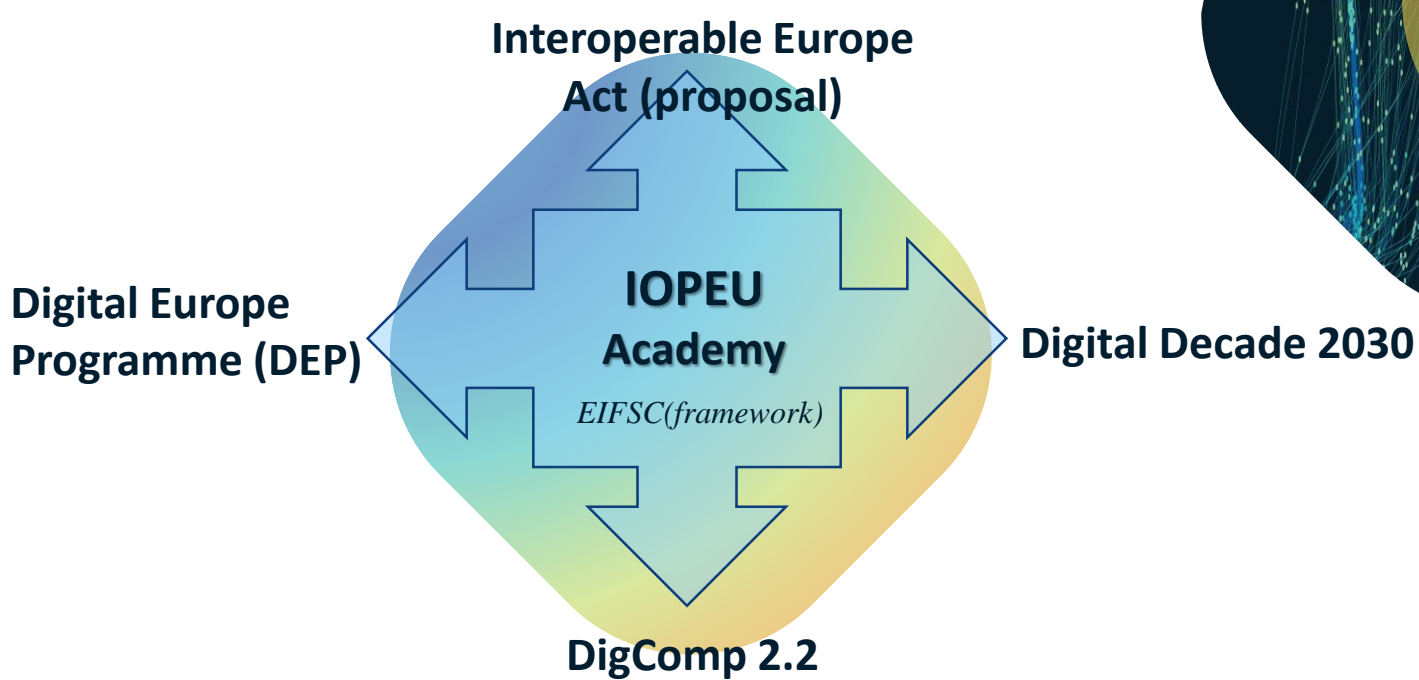 Interoperable Europe
Act (proposal)
Digital Europe
Programme (DEP)
IOPEU
Academy
EIFSC(framework)
Digital Decade 2030
DigComp 2.2